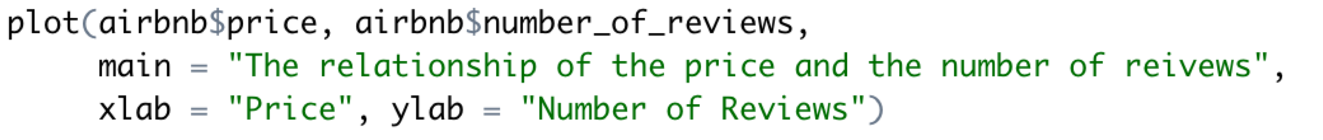 plot(airbnb$price, airbnb$number_of_reviews,
     main = "The relationship of the price and the number of reivews",
     xlab = "Price", ylab = "Number of Reviews")